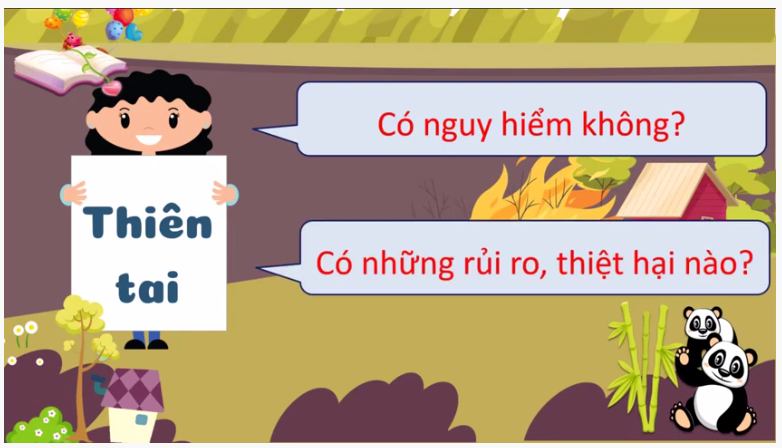 Có nguy hiểm không?
Thiên
tai
Có những rủi ro, thiệt hại nào?